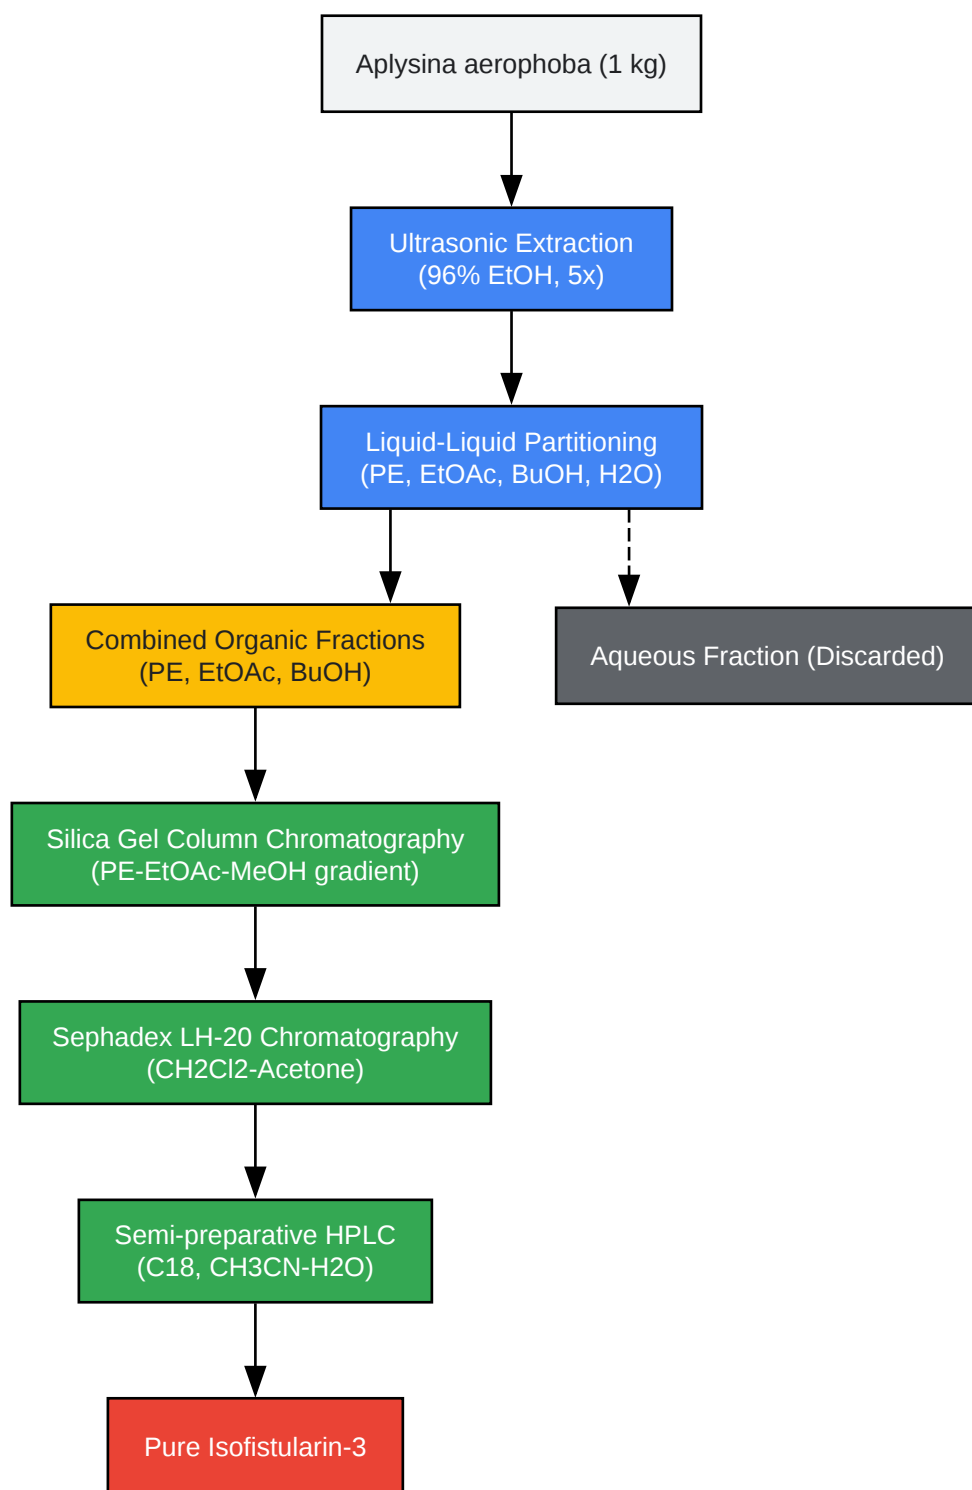 Aplysina aerophoba (1 kg)
Ultrasonic Extraction
(96% EtOH, 5x)
Liquid-Liquid Partitioning
(PE, EtOAc, BuOH, H2O)
Combined Organic Fractions
(PE, EtOAc, BuOH)
Aqueous Fraction (Discarded)
Silica Gel Column Chromatography
(PE-EtOAc-MeOH gradient)
Sephadex LH-20 Chromatography
(CH2Cl2-Acetone)
Semi-preparative HPLC
(C18, CH3CN-H2O)
Pure Isofistularin-3